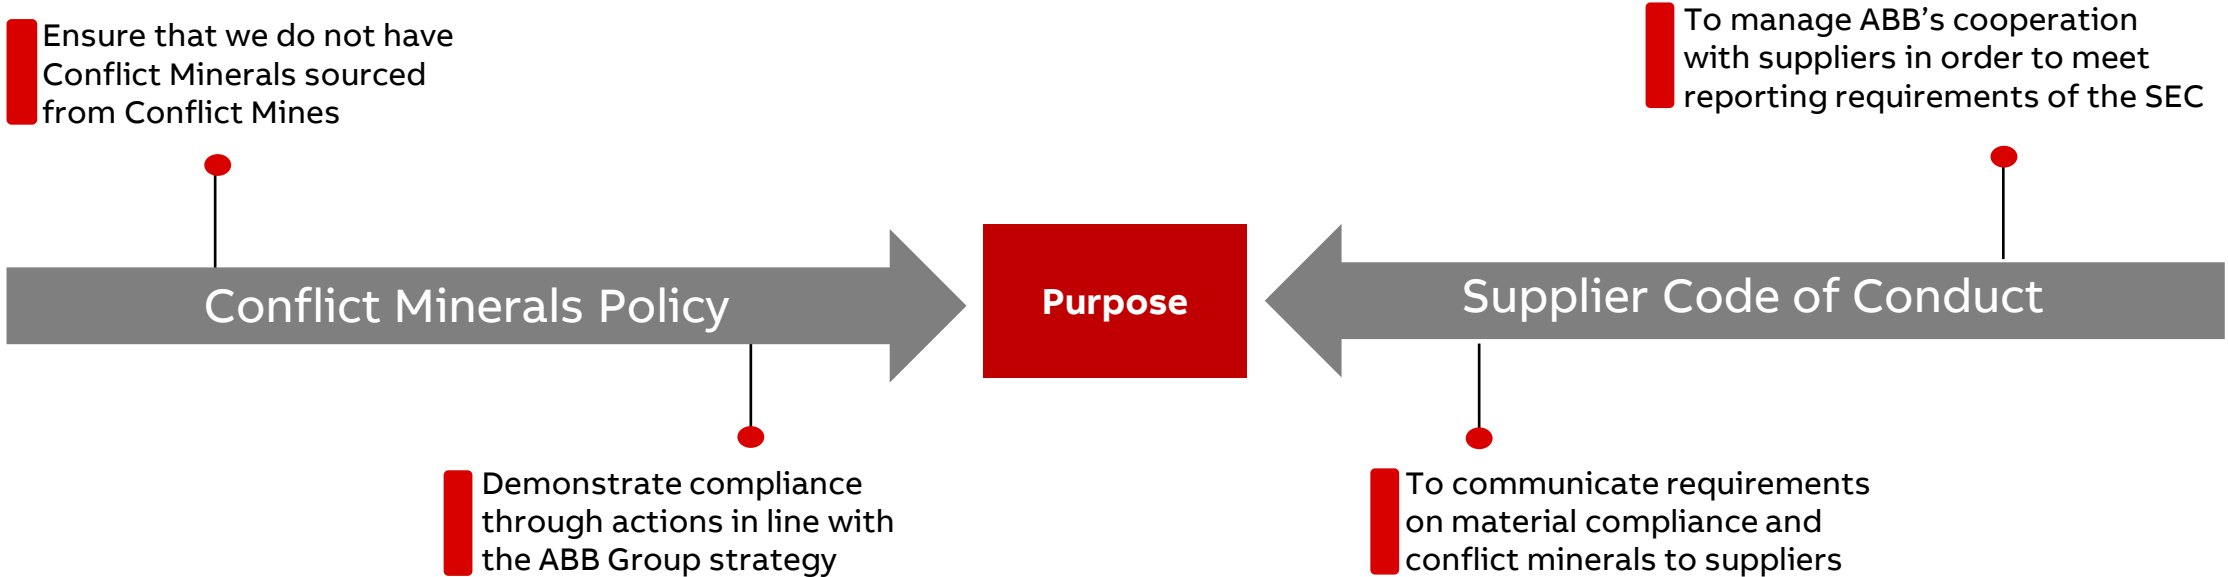 Ensure that we do not have
Conflict Minerals sourced
from Conflict Mines
To manage ABB’s cooperation
with suppliers in order to meet
reporting requirements of the SEC
Conflict Minerals Policy
Purpose
Supplier Code of Conduct
Demonstrate compliance
through actions in line with
the ABB Group strategy
To communicate requirements
on material compliance and
conflict minerals to suppliers